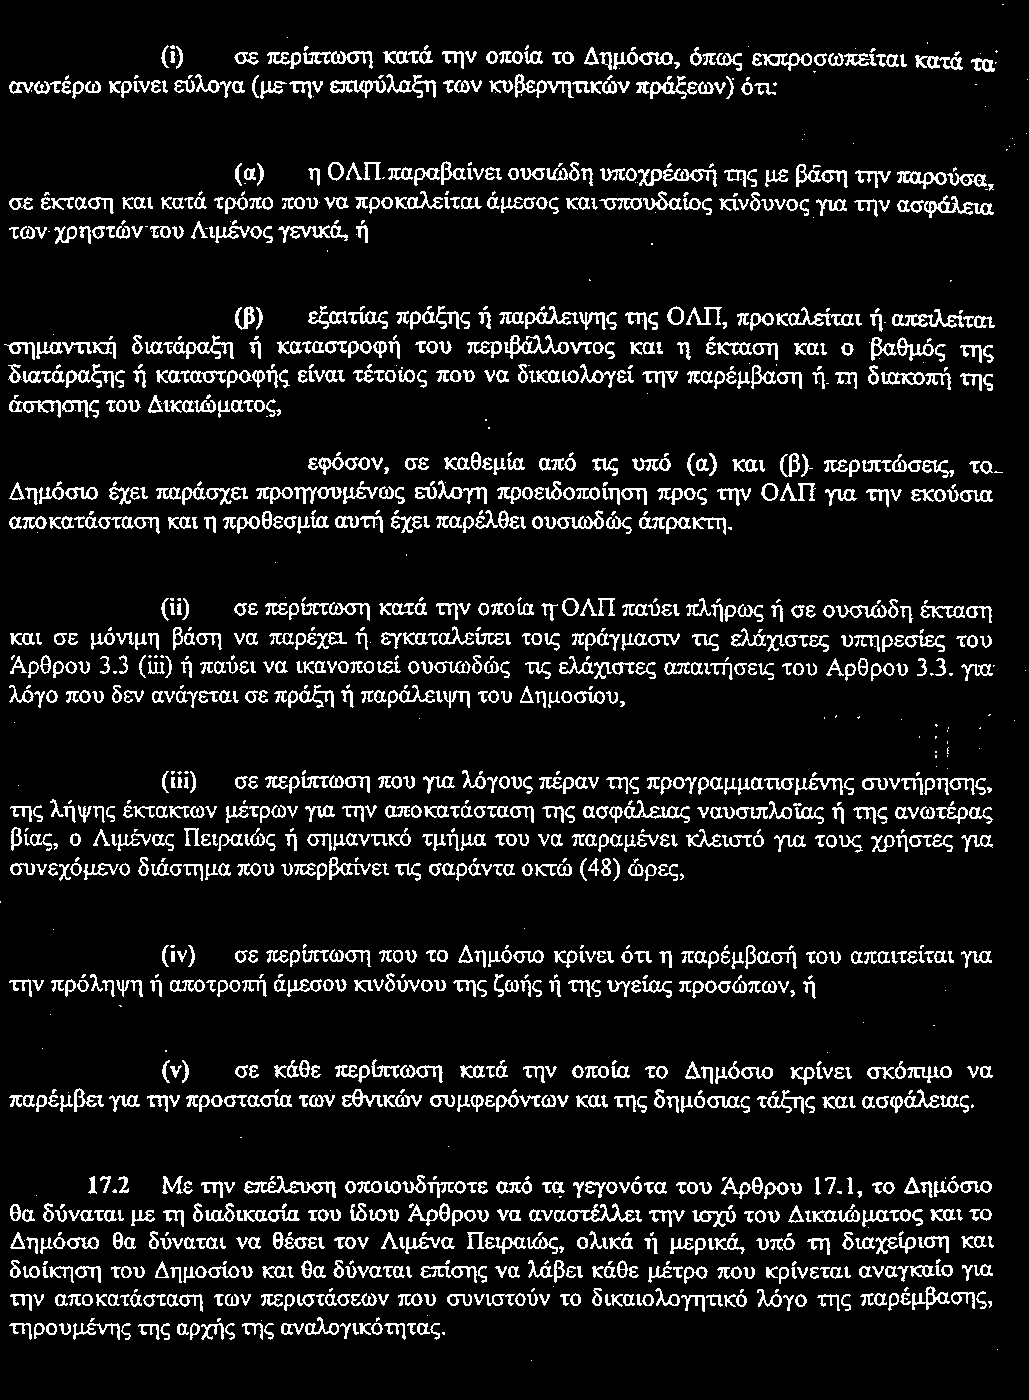 (i) σε περίπτωση κατά την οποία το Δημόσιο, όπως εκπροσωπείται κατά τα
ανωτέρω κρίνει εύλογα (με την επιφύλαξη των κυβερνητικών πράξεων) ότι:
(α) η ΟΛΠ παραβαίνει ουσιώδη υποχρέωσή της με βάση την παρούσα,
σε έκταση και κατά τρόπο που να προκαλείται άμεσος και σπουδαίος κίνδυνος για την ασφάλεια
των χρηστών του Λιμένος γενικά, ή
(β) εξαιτίας πράξης ή παράλειψης της ΟΛΠ, προκαλείται ή απειλείται
σημαντική διατάραξη ή καταστροφή του περιβάλλοντος και η έκταση και ο βαθμός της
διατάραξης ή καταστροφής είναι τέτοιος που να δικαιολογεί την παρέμβαση ή τη διακοπή της
άσκησης του Δικαιώματος,
εφόσον, σε καθεμία από τις υπό (α) και (β) περιπτώσεις, το
Δημόσιο έχει παράσχει προηγουμένως εύλογη προειδοποίηση προς την ΟΛΠ για την εκούσια
αποκατάσταση και η προθεσμία αυτή έχει παρέλθει ουσιωδώς άπρακτη.
(ii) σε περίπτωση κατά την οποία η ΟΛΠ παύει πλήρως ή σε ουσιώδη έκταση
και σε μόνιμη βάση να παρέχει ή εγκαταλείπει τοις πράγμασιν τις ελάχιστες υπηρεσίες του
Άρθρου 3.3 (iii) ή παύει να ικανοποιεί ουσιωδώς τις ελάχιστες απαιτήσεις του Αρθρου 3.3. για
λόγο που δεν ανάγεται σε πράξη ή παράλειψη του Δημοσίου,
(iii) σε περίπτωση που για λόγους πέραν της προγραμματισμένης συντήρησης,
της λήψης έκτακτων μέτρων για την αποκατάσταση της ασφάλειας ναυσιπλοΐας ή της ανωτέρας
βίας, ο Λιμένας Πειραιώς ή σημαντικό τμήμα του να παραμένει κλειστό για τους χρήστες για
συνεχόμενο διάστημα που υπερβαίνει τις σαράντα οκτώ (48) ώρες,
(iv) σε περίπτωση που το Δημόσιο κρίνει ότι η παρέμβασή του απαιτείται για
την πρόληψη ή αποτροπή άμεσου κινδύνου της ζωής ή της υγείας προσώπων, ή
(v) σε κάθε περίπτωση κατά την οποία το Δημόσιο κρίνει σκόπιμο να
παρέμβει για την προστασία των εθνικών συμφερόντων και της δημόσιας τάξης και ασφάλειας.
17.2 Με την επέλευση οποιουδήποτε από τα γεγονότα του Άρθρου 17.1, το Δημόσιο
θα δύναται με τη διαδικασία του ίδιου Άρθρου να αναστέλλει την ισχύ του Δικαιώματος και το
Δημόσιο θα δύναται να θέσει τον Λιμένα Πειραιώς, ολικά ή μερικά, υπό τη διαχείριση και
διοίκηση του Δημοσίου και θα δύναται επίσης να λάβει κάθε μέτρο που κρίνεται αναγκαίο για
την αποκατάσταση των περιστάσεων που συνιστούν το δικαιολογητικό λόγο της παρέμβασης,
τηρουμένης της αρχής της αναλογικότητας.